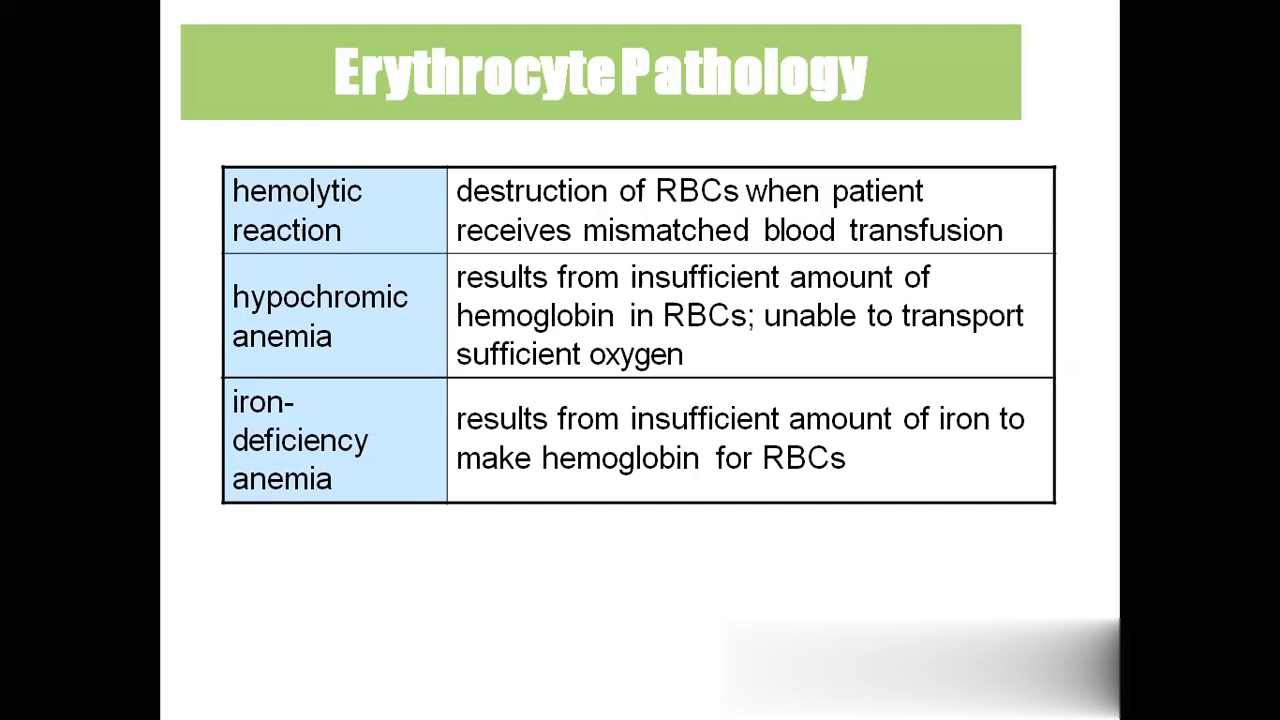 Erythrocyte Pathology
hemolytic
reaction
destruction of RBCs when patient
receives mismatched blood transfusion
hypochromic
anemia
results from insufficient amount of
hemoglobin in RBCs; unable to transport
sufficient oxygen
iron-
deficiency
anemia
results from insufficient amount of iron to
make hemoglobin for RBCs